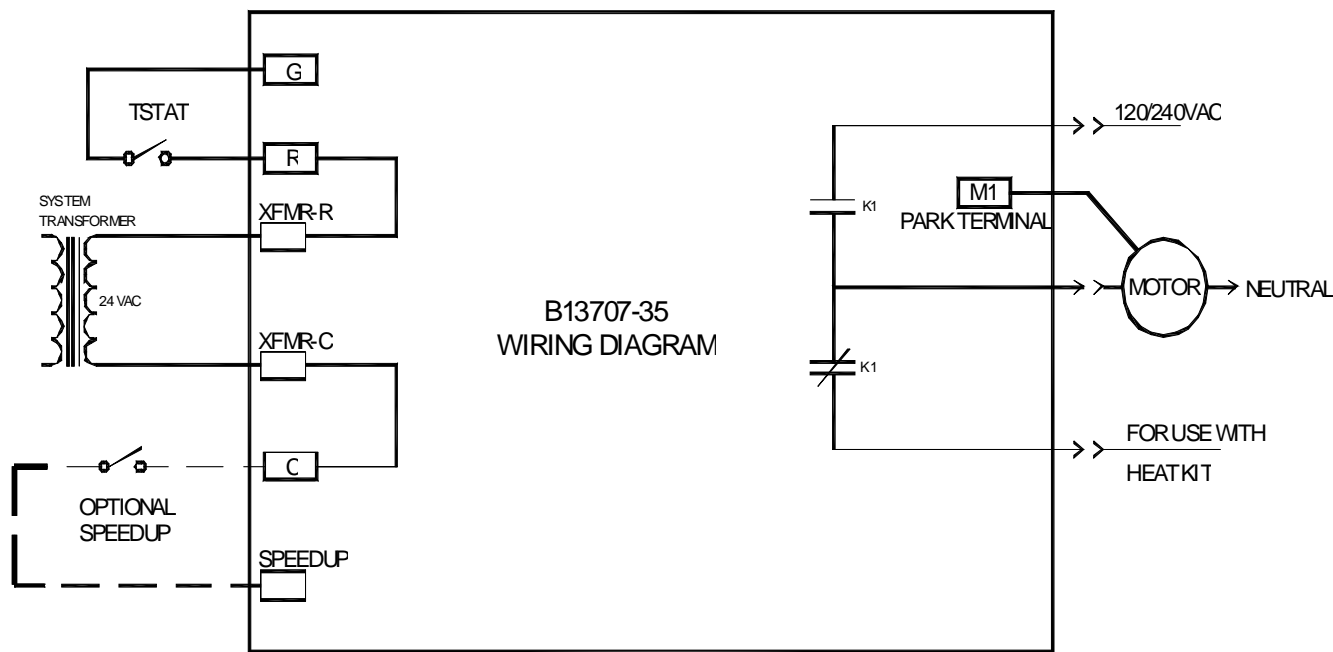 G
TSTAT
R
XFMR-R
SYSTEM
TRANSFORMER
24 VAC
XFMR-C
C
OPTIONAL
SPEEDUP
SPEEDUP
B13707-35
WIRING DIAGRAM
120/240VAC
M1
PARK TERMINAL
K1
MOTOR
NEUTRAL
K1
FOR USE WITH
HEAT KIT